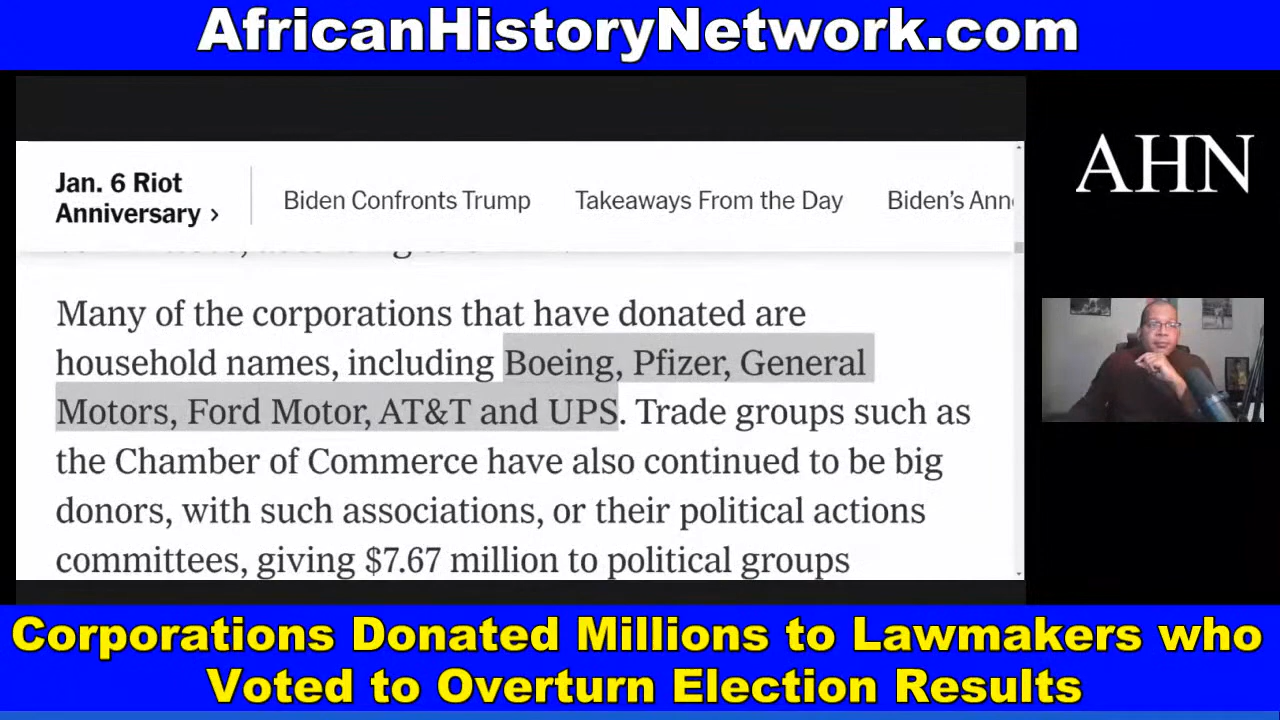 AfricanHistoryNetwork.com
AHN
Jan. 6 Riot
Anniversary ›
Biden Confronts Trump
Takeaways From the Day
Biden's
Many of the corporations that have donated are
household names, including Boeing, Pfizer, General
Motors, Ford Motor, AT&T and UPS. Trade groups such as
the Chamber of Commerce have also continued to be big
donors, with such associations, or their political actions
committees, giving $7.67 million to political groups
Corporations Donated Millions to Lawmakers who
Voted to Overturn Election Results